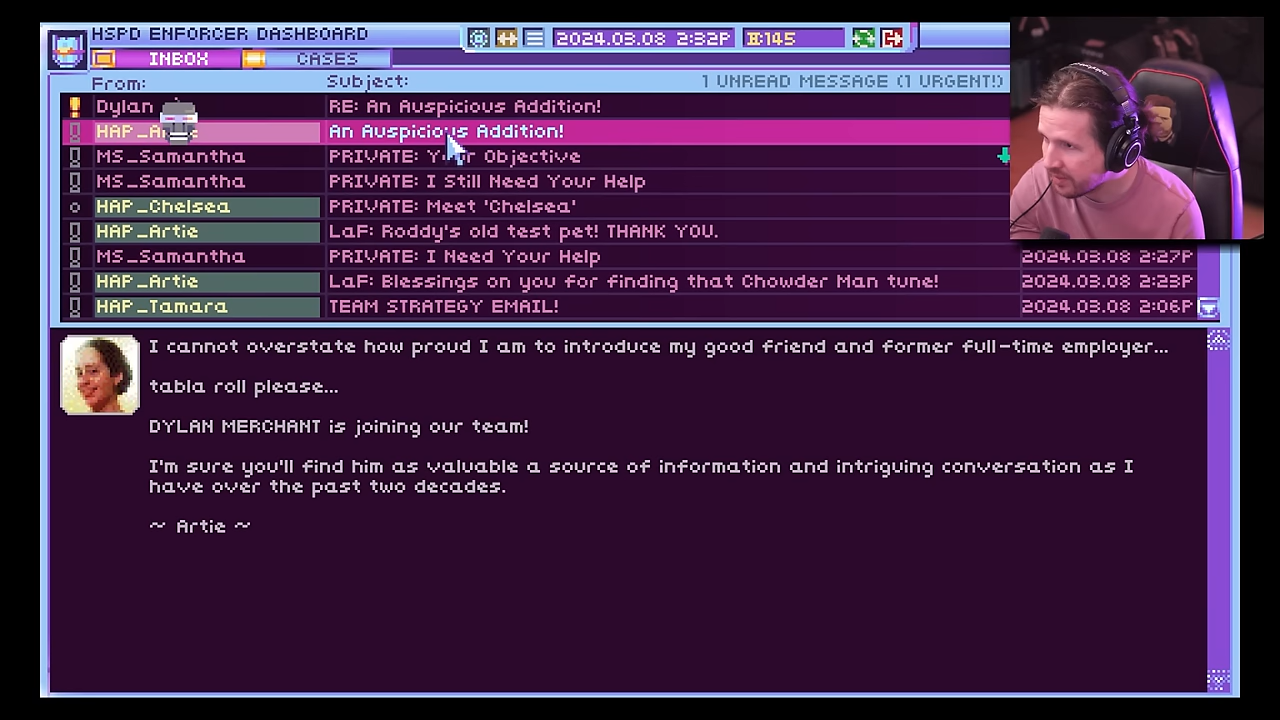 HSPD ENFORCER DASHBOARD
2024.03.08 2:32P
145
INBOX
CASES
From:
Subject:
1 UNREAD MESSAGE (1 URGENT!)
Dylan
RE: An Auspicious Addition!
An Auspicious Addition!
MS_Samantha
PRIVATE: Your Objective
MS_Samantha
PRIVATE: I Still Need Your Help
HAP_Chelsea
PRIVATE: Meet 'Chelsea'
HAP_Artie
LaF: Roddy's old test pet! THANK YOU.
MS_Samantha
PRIVATE: I Need Your Help
2024.03.08 2:27P
HAP_Artie
LaF: Blessings on you for finding that Chowder Man tune!
2024.03.08 2:23P
HAP_Tamara
TEAM STRATEGY EMAIL!
2024.03.08 2:06P
I cannot overstate how proud I am to introduce my good friend and former full-time employer...
tabla roll please...
DYLAN MERCHANT is joining our team!
I'm sure you'll find him as valuable a source of information and intriguing conversation as I
have over the past two decades.
~ Artie ~